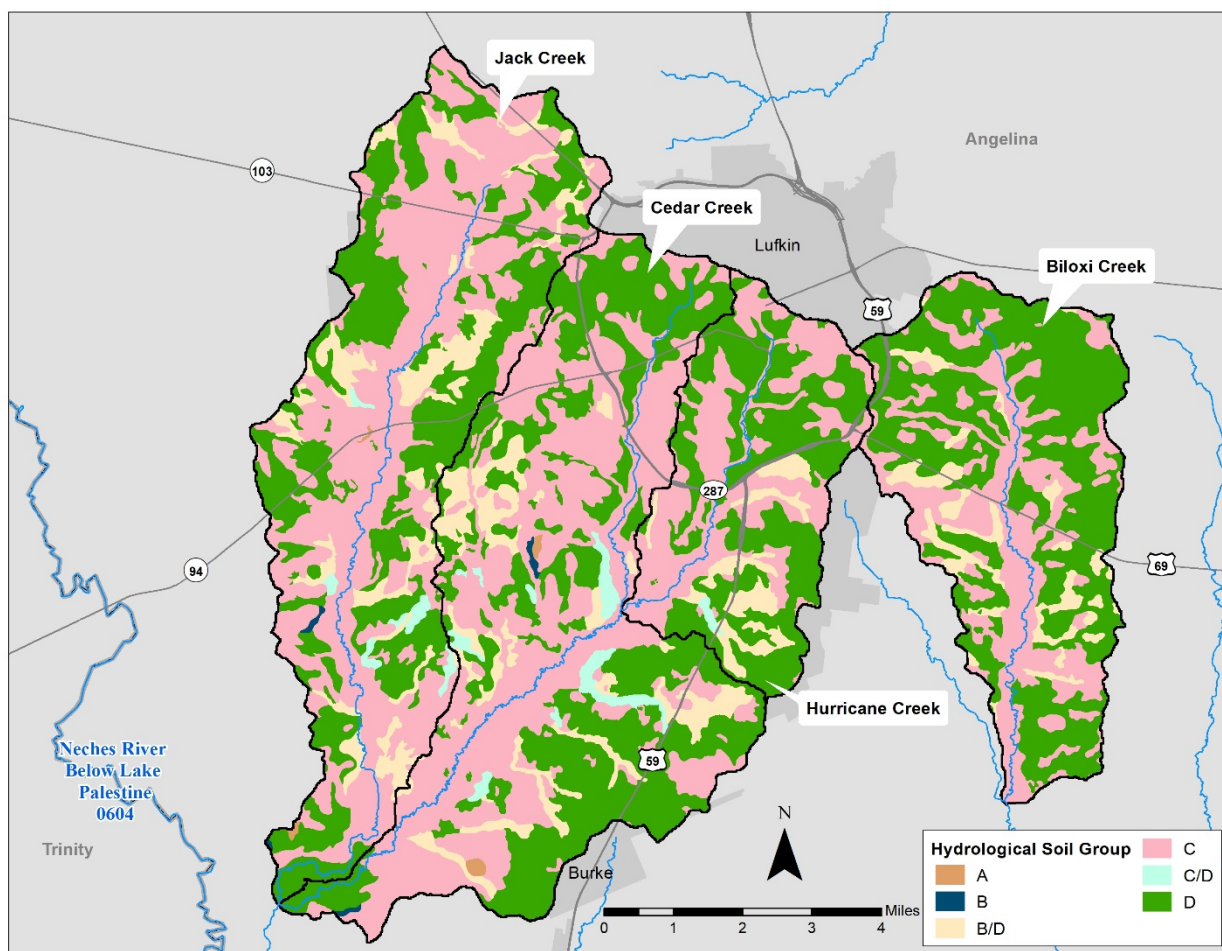 Jack Creek
Angelina
103
Cedar Creek
Lufkin
Biloxi Creek
59
287
94
69
Hurricane Creek
Neches River
Below Lake
Palestine
0604
59
Trinity
N
Burke
0 1 2 3 4 Miles
Hydrological Soil Group
A
B
B/D
C
C/D
D